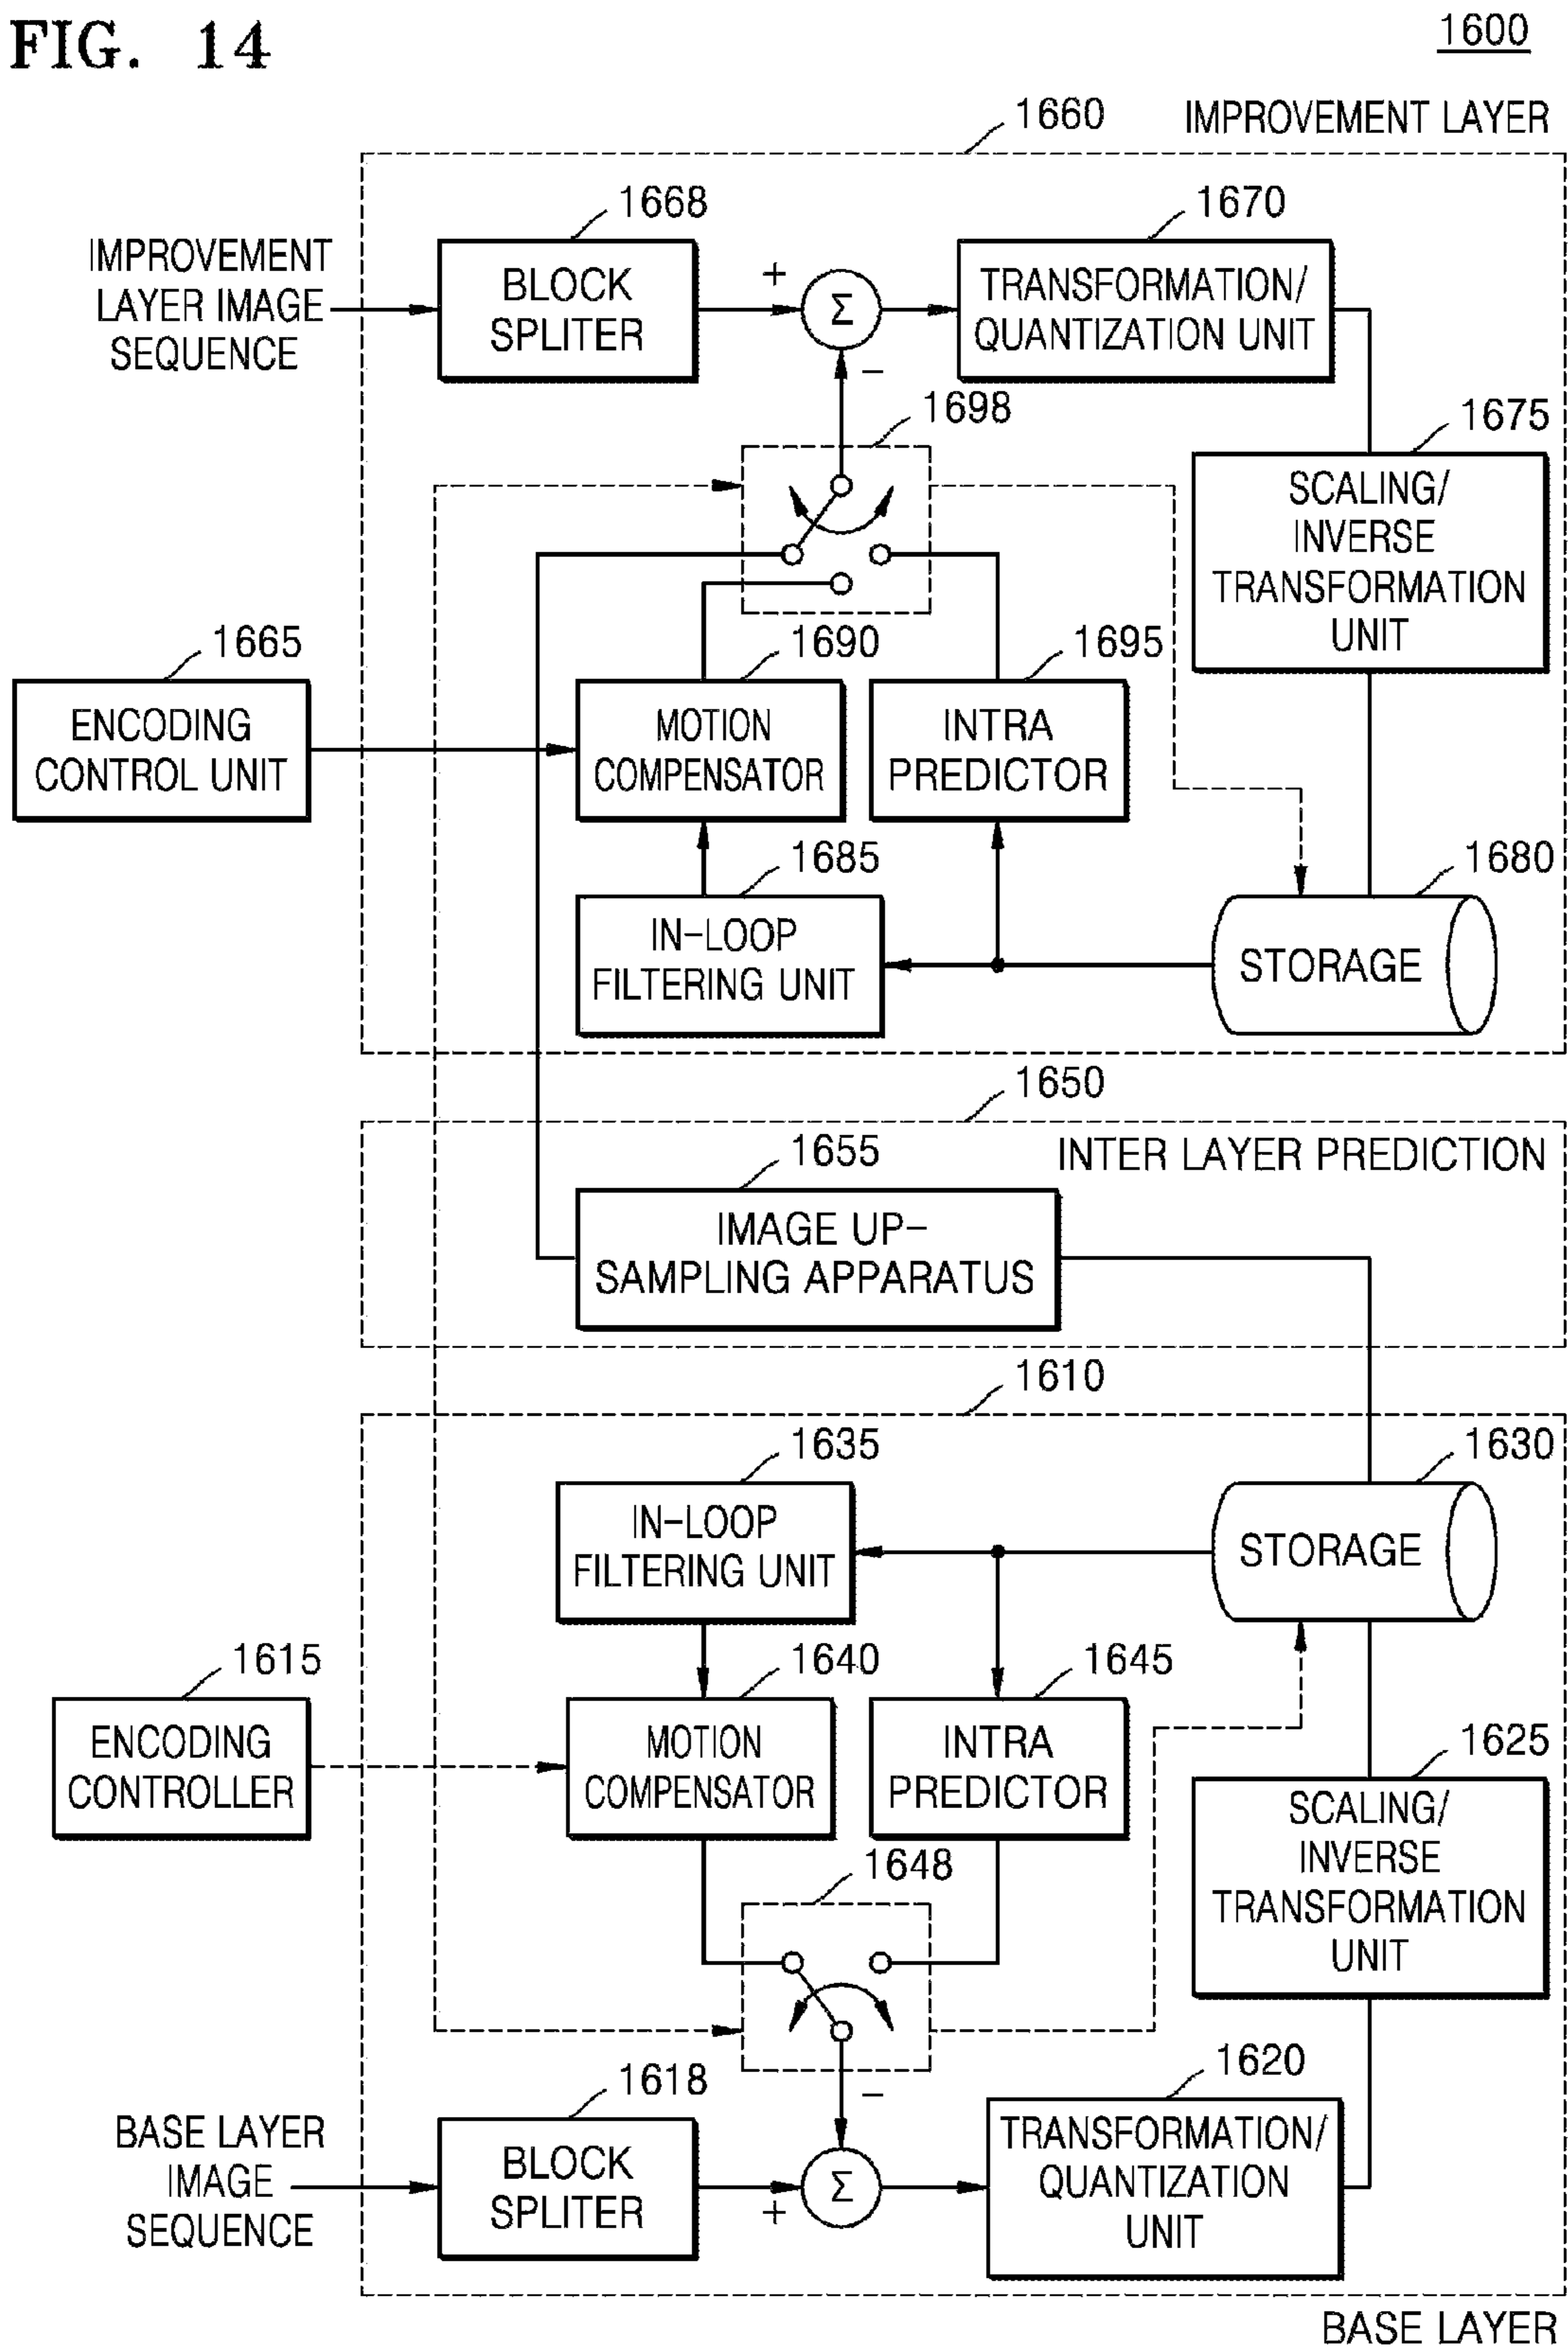 FIG. 14
1600
1660
IMPROVEMENT LAYER
1668
1670
IMPROVEMENT
LAYER IMAGE
SEQUENCE
BLOCK
SPLITER
+
Σ
−
TRANSFORMATION/
QUANTIZATION UNIT
1698
1675
SCALING/
INVERSE
TRANSFORMATION
UNIT
1665
1690
1695
ENCODING
CONTROL UNIT
MOTION
COMPENSATOR
INTRA
PREDICTOR
1685
1680
IN-LOOP
FILTERING UNIT
STORAGE
1650
1655
INTER LAYER PREDICTION
IMAGE UP-
SAMPLING APPARATUS
1610
1635
1630
IN-LOOP
FILTERING UNIT
STORAGE
1615
1640
1645
ENCODING
CONTROLLER
MOTION
COMPENSATOR
INTRA
PREDICTOR
1625
SCALING/
INVERSE
TRANSFORMATION
UNIT
1648
1618
1620
−
BASE LAYER
IMAGE
SEQUENCE
BLOCK
SPLITER
+
Σ
TRANSFORMATION/
QUANTIZATION
UNIT
BASE LAYER